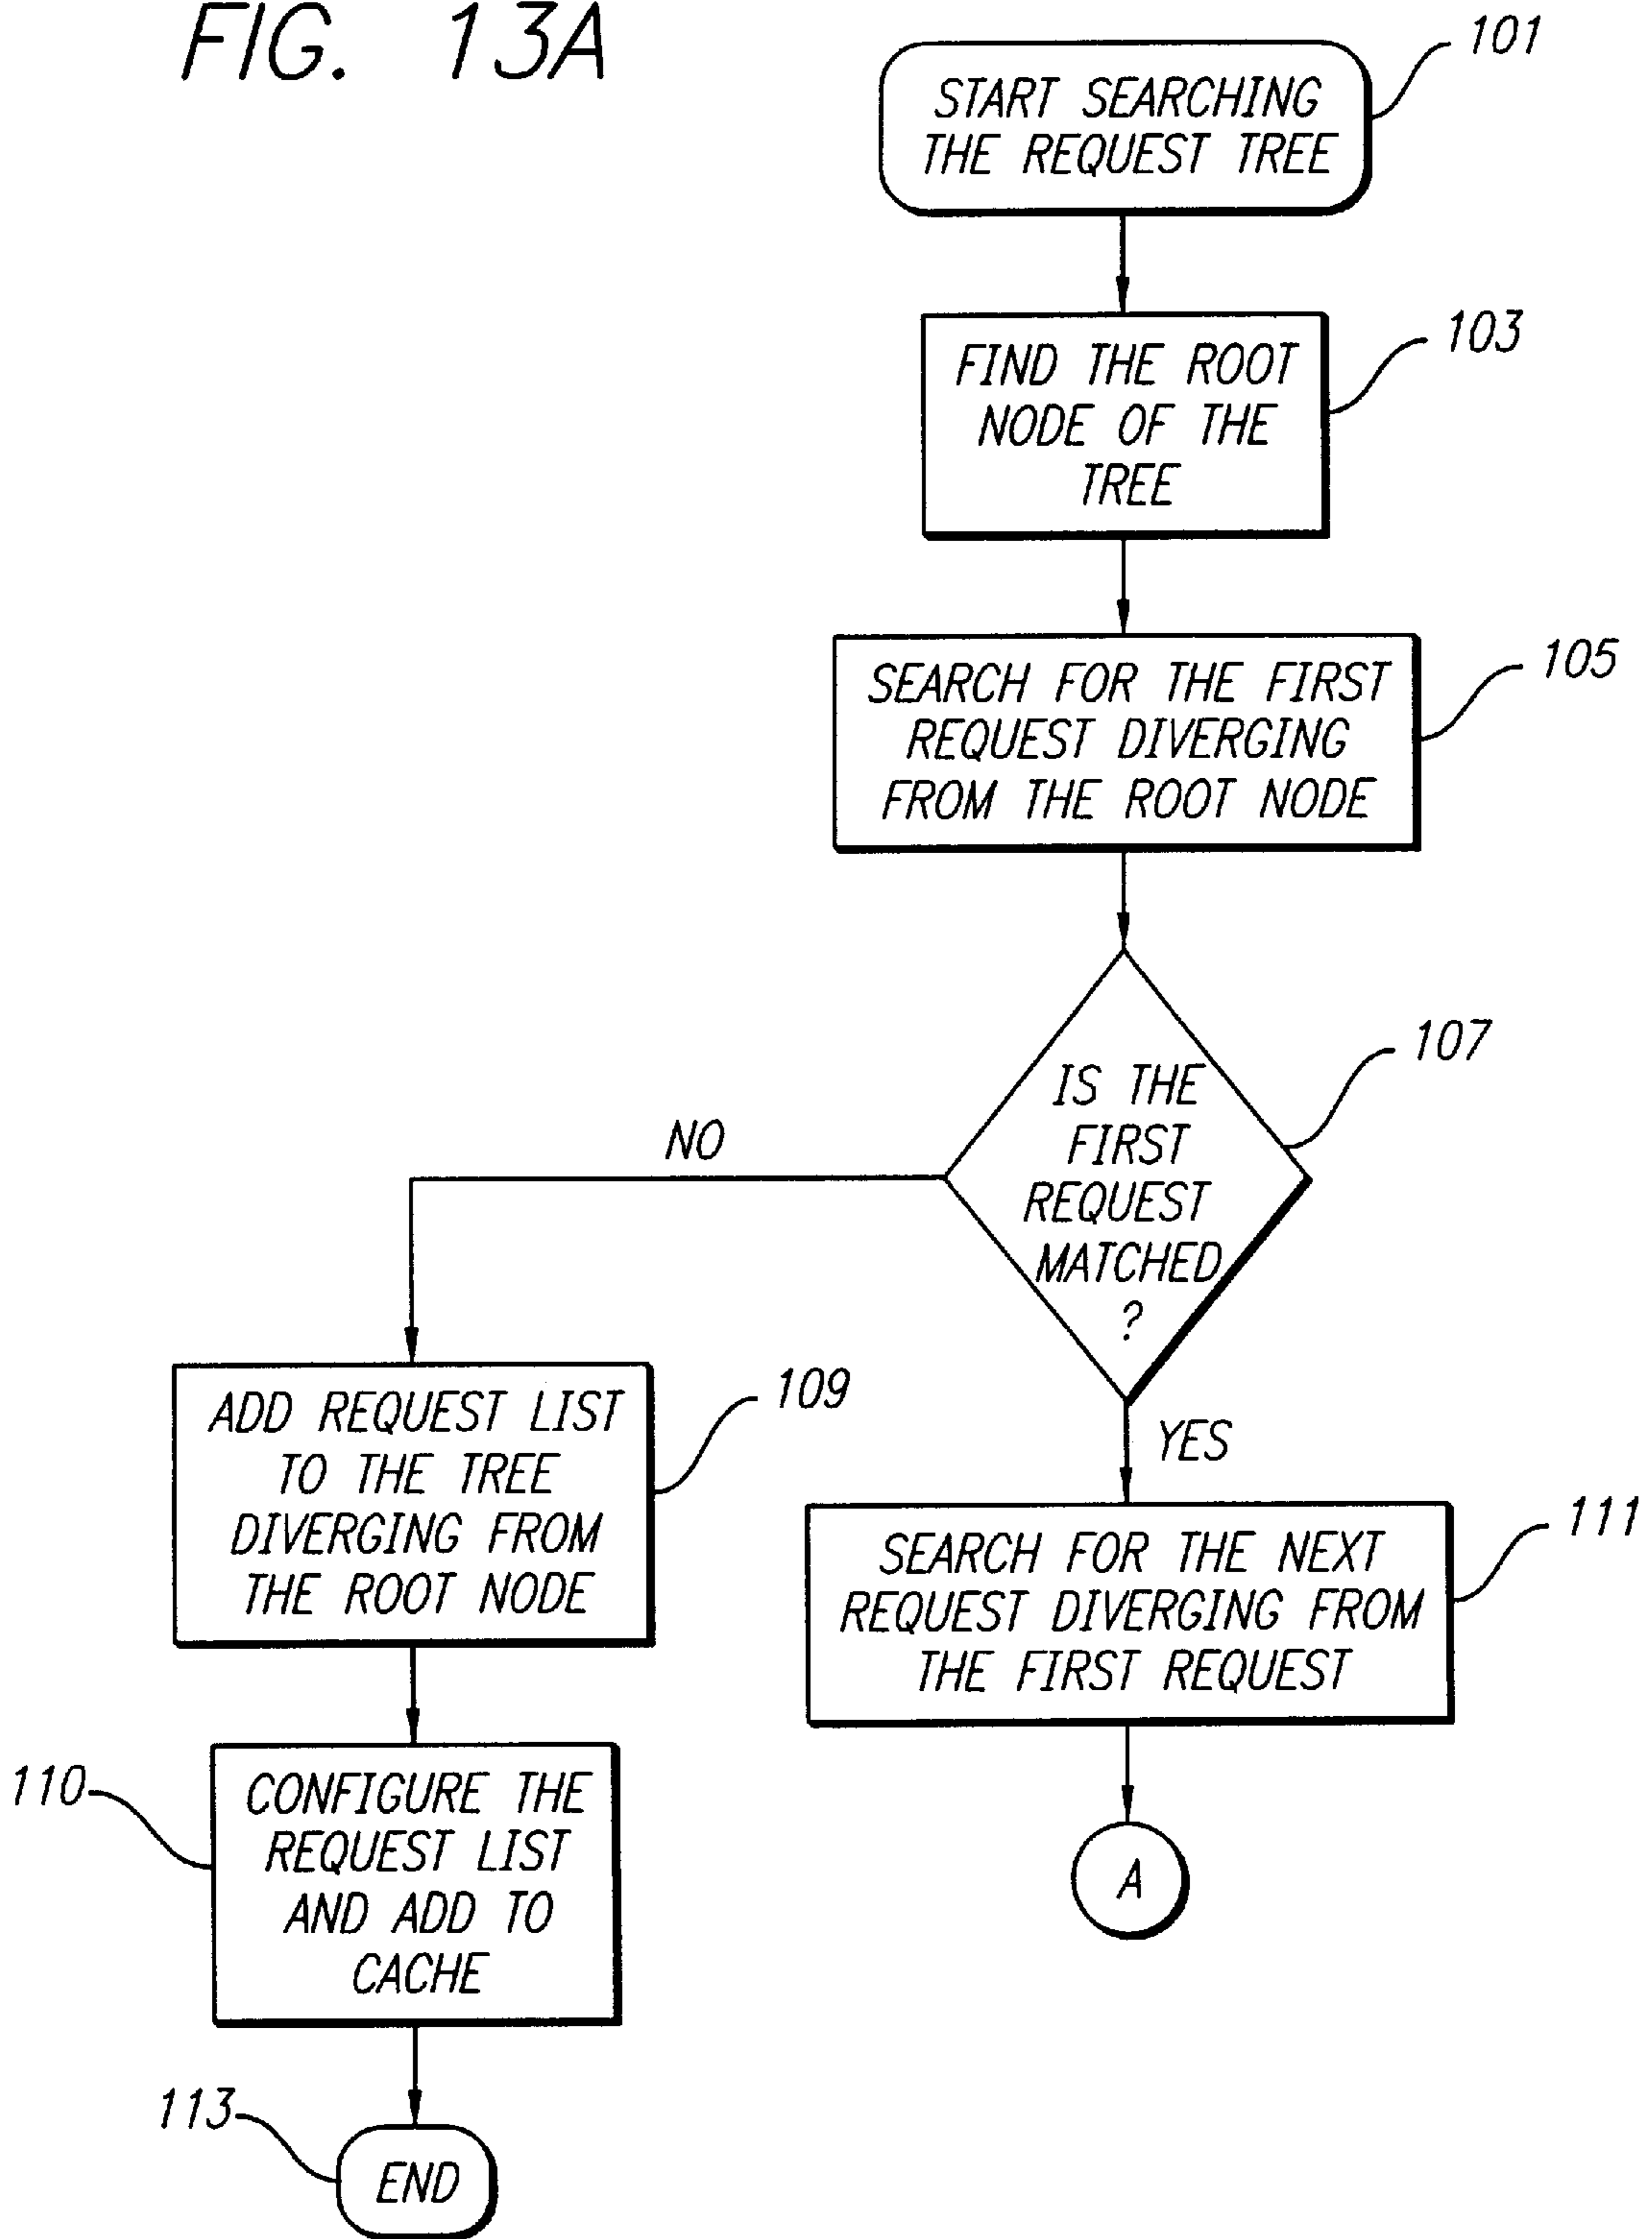 FIG. 13A
101
START SEARCHING
THE REQUEST TREE
103
FIND THE ROOT
NODE OF THE
TREE
105
SEARCH FOR THE FIRST
REQUEST DIVERGING
FROM THE ROOT NODE
107
IS THE
FIRST
REQUEST
MATCHED
?
NO
YES
109
ADD REQUEST LIST
TO THE TREE
DIVERGING FROM
THE ROOT NODE
111
SEARCH FOR THE NEXT
REQUEST DIVERGING FROM
THE FIRST REQUEST
110
CONFIGURE THE
REQUEST LIST
AND ADD TO
CACHE
A
113
END